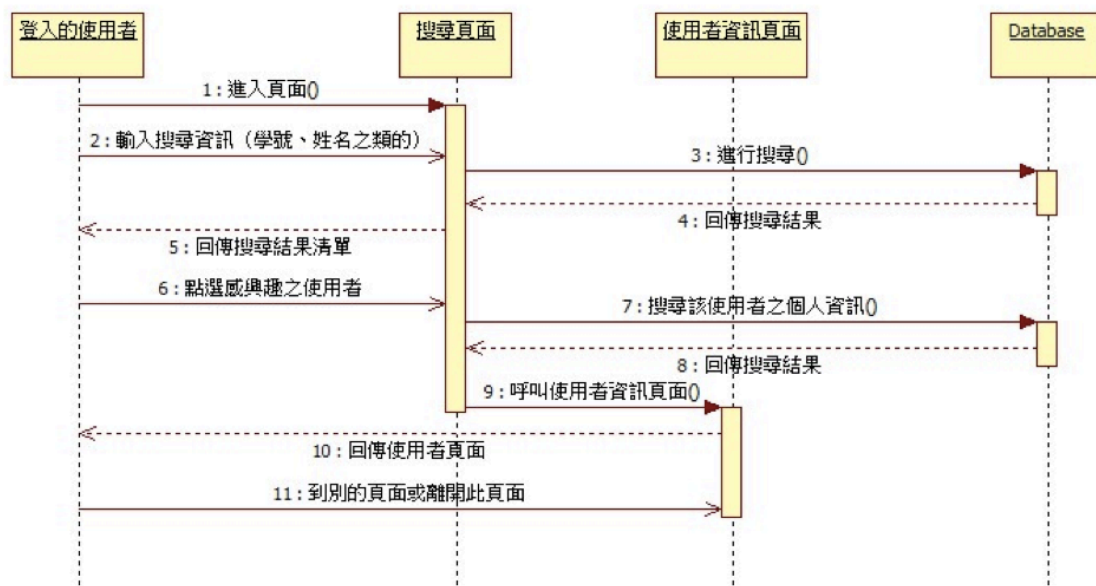 登入的使用者
搜尋頁面
使用者資訊頁面
Database
1 : 進入頁面()
2 : 輸入搜尋資訊（學號、姓名之類的）
3 : 進行搜尋()
4 : 回傳搜尋結果
5 : 回傳搜尋結果清單
6 : 點選感興趣之使用者
7 : 搜尋該使用者之個人資訊()
8 : 回傳搜尋結果
9 : 呼叫使用者資訊頁面()
10 : 回傳使用者頁面
11 : 到別的頁面或離開此頁面